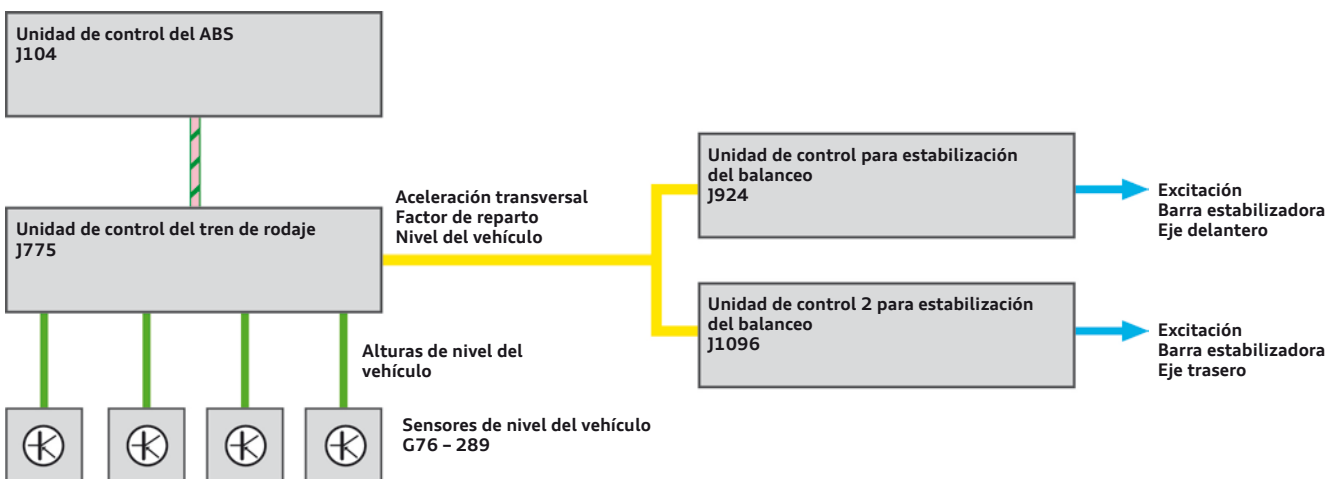 Unidad de control del ABS
J104
Unidad de control del tren de rodaje
J775
Aceleración transversal
Factor de reparto
Nivel del vehículo
Unidad de control para estabilización
del balanceo
J924
Excitación
Barra estabilizadora
Eje delantero
Unidad de control 2 para estabilización
del balanceo
J1096
Excitación
Barra estabilizadora
Eje trasero
Alturas de nivel del
vehículo
Sensores de nivel del vehículo
G76 – 289